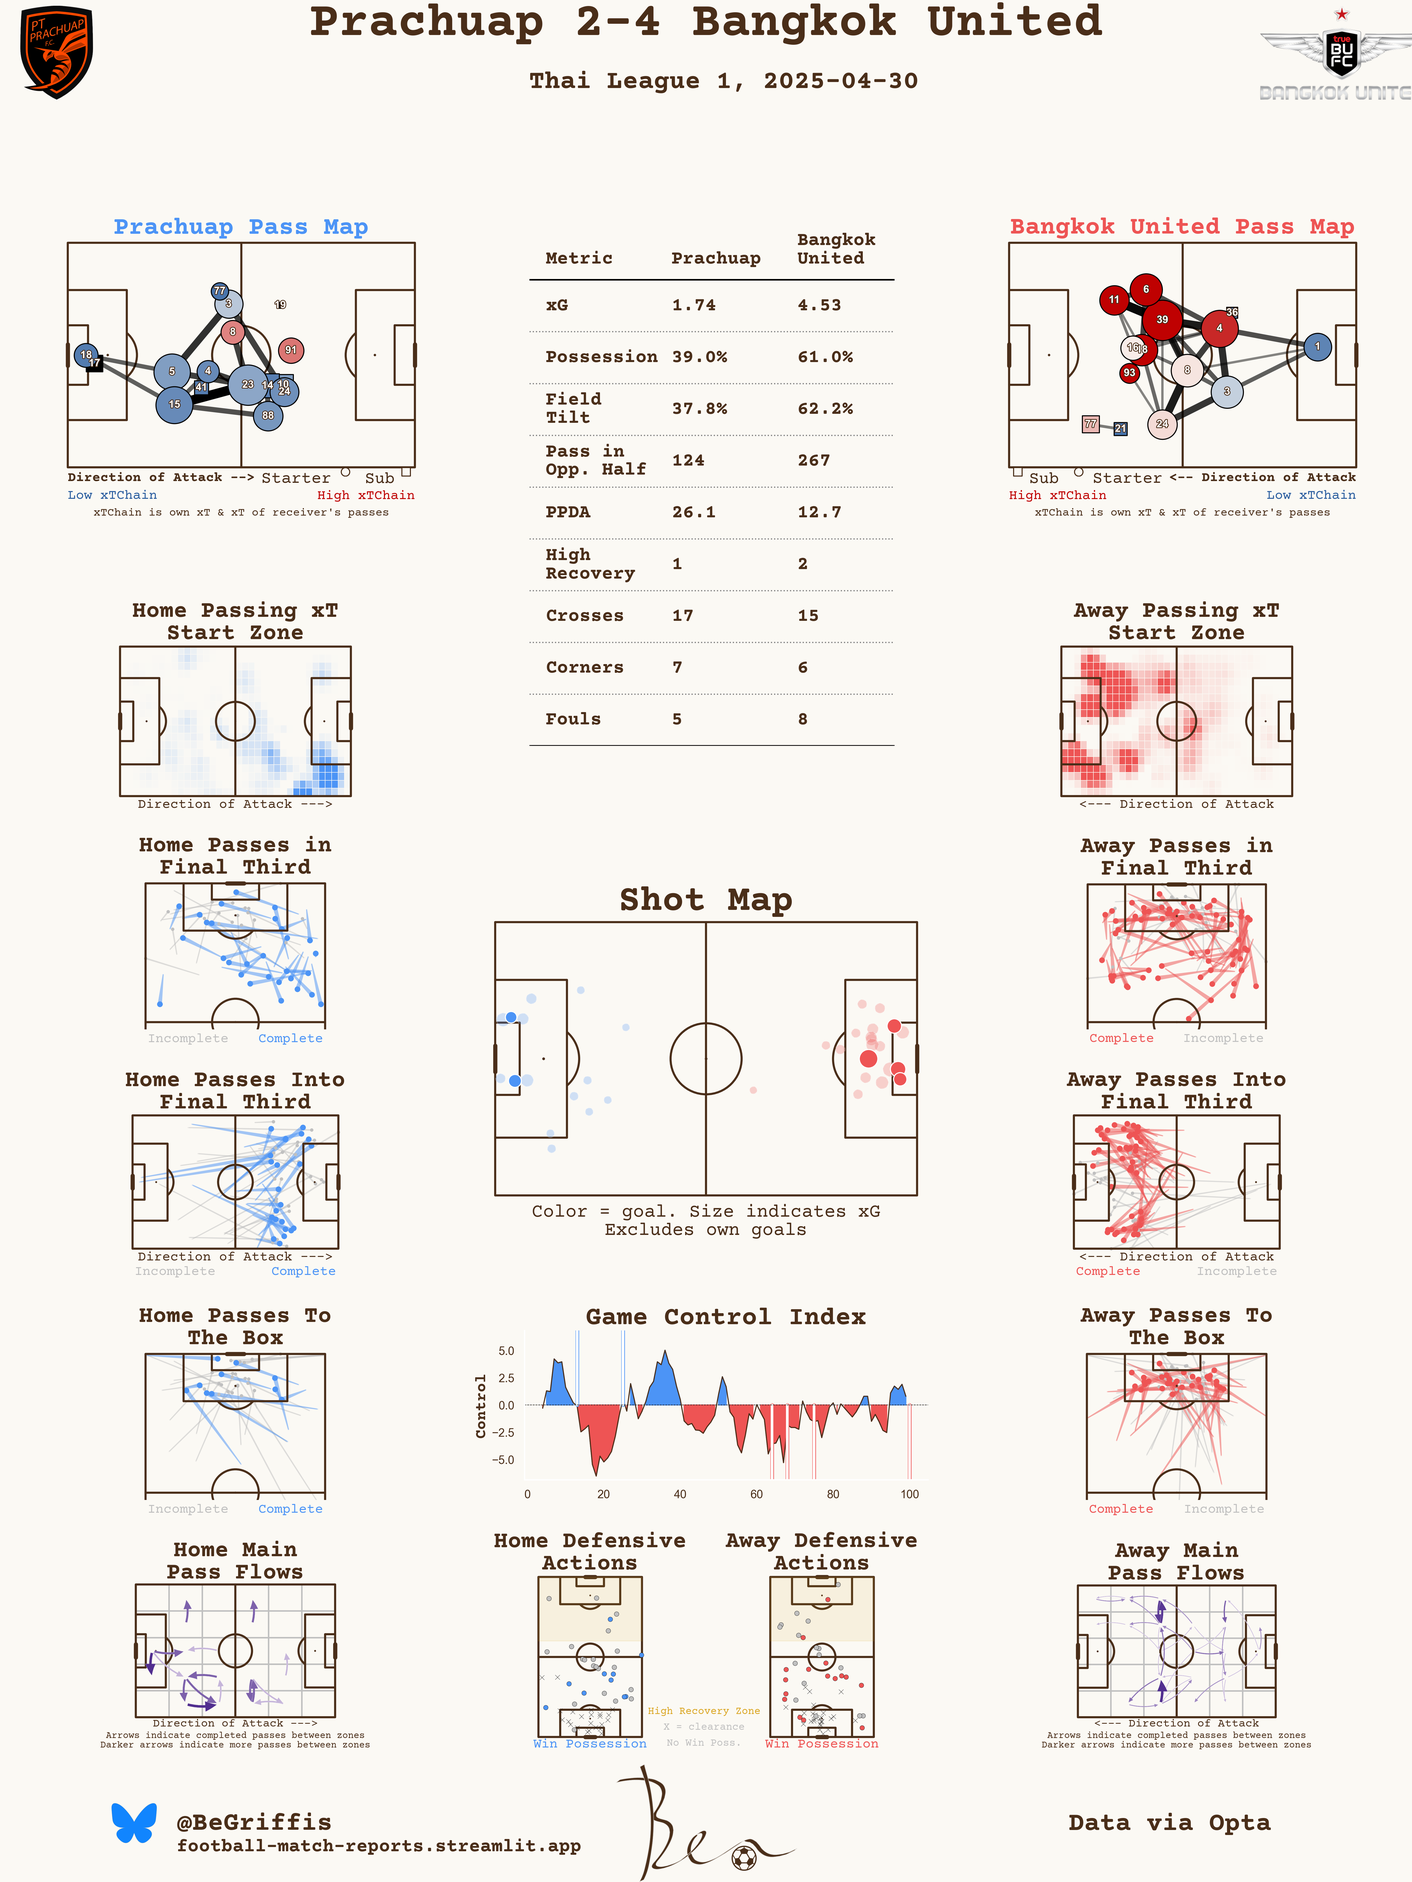 Prachuap 2-4 Bangkok United
Thai League 1, 2025-04-30
PT
PRACHUAP
F.C.
true
BU
FC
BANGKOK UNITE
Prachuap Pass Map
77
3
19
8
91
18
17
5
4
41
23
14
10
24
15
88
Direction of Attack --> Starter Sub
Low xTChain High xTChain
xTChain is own xT & xT of receiver's passes
Metric Prachuap Bangkok United
xG 1.74 4.53
Possession 39.0% 61.0%
Field Tilt 37.8% 62.2%
Pass in Opp. Half 124 267
PPDA 26.1 12.7
High Recovery 1 2
Crosses 17 15
Corners 7 6
Fouls 5 8
Bangkok United Pass Map
6
11
39
36
4
16
1
8
93
3
24
77
21
Sub Starter <-- Direction of Attack
High xTChain Low xTChain
xTChain is own xT & xT of receiver's passes
Home Passing xT
Start Zone
Direction of Attack --->
Away Passing xT
Start Zone
<--- Direction of Attack
Home Passes in
Final Third
Incomplete Complete
Away Passes in
Final Third
Complete Incomplete
Shot Map
Color = goal. Size indicates xG
Excludes own goals
Home Passes Into
Final Third
Direction of Attack --->
Incomplete Complete
Away Passes Into
Final Third
<--- Direction of Attack
Complete Incomplete
Home Passes To
The Box
Incomplete Complete
Game Control Index
Control
5.0
2.5
0.0
−2.5
−5.0
0 20 40 60 80 100
Away Passes To
The Box
Complete Incomplete
Home Main
Pass Flows
Direction of Attack --->
Arrows indicate completed passes between zones
Darker arrows indicate more passes between zones
Home Defensive
Actions
Win Possession
High Recovery Zone
X = clearance
No Win Poss.
Away Defensive
Actions
Win Possession
Away Main
Pass Flows
<--- Direction of Attack
Arrows indicate completed passes between zones
Darker arrows indicate more passes between zones
@BeGriffis
football-match-reports.streamlit.app
Ben
Data via Opta